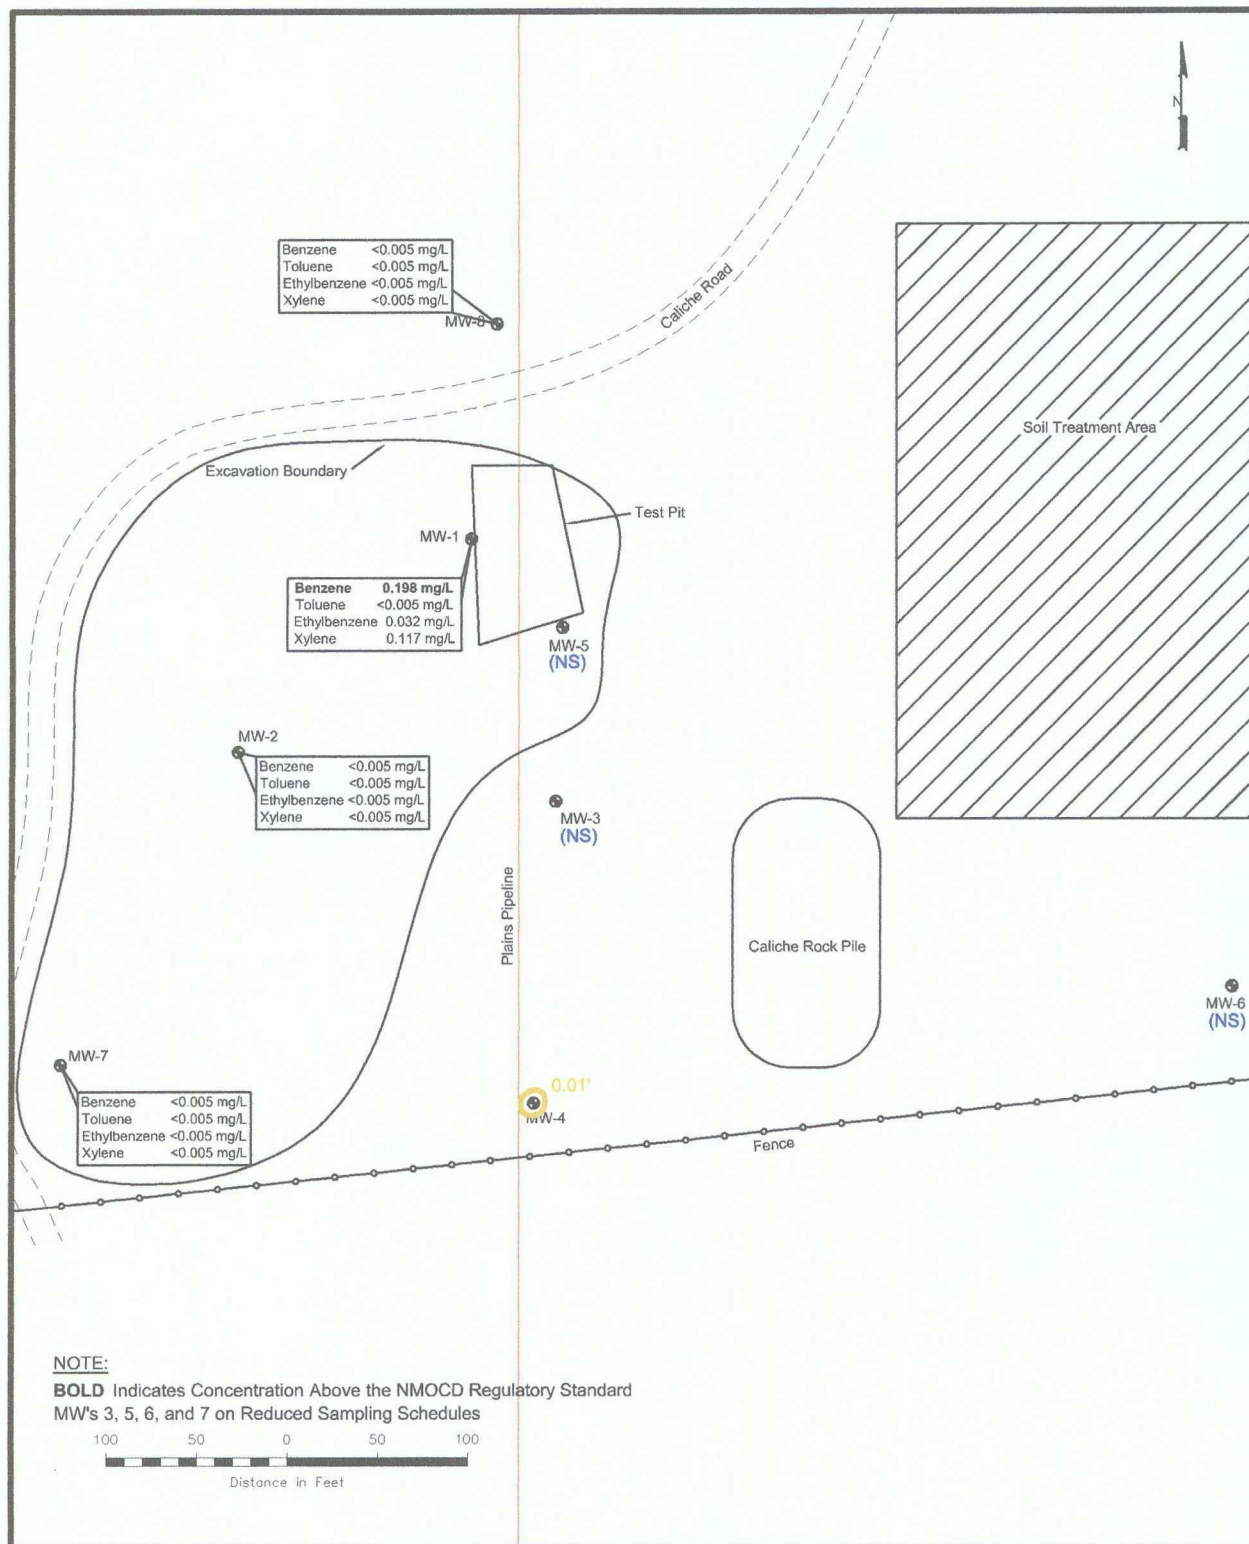 N
Benzene <0.005 mg/L
Toluene <0.005 mg/L
Ethylbenzene <0.005 mg/L
Xylene <0.005 mg/L
MW-8
Caliche Road
Soil Treatment Area
Excavation Boundary
Test Pit
MW-1
Benzene 0.198 mg/L
Toluene <0.005 mg/L
Ethylbenzene 0.032 mg/L
Xylene 0.117 mg/L
MW-5
(NS)
MW-2
Benzene <0.005 mg/L
Toluene <0.005 mg/L
Ethylbenzene <0.005 mg/L
Xylene <0.005 mg/L
MW-3
(NS)
Plains Pipeline
Caliche Rock Pile
MW-6
(NS)
MW-7
Benzene <0.005 mg/L
Toluene <0.005 mg/L
Ethylbenzene <0.005 mg/L
Xylene <0.005 mg/L
0.01'
MW-4
Fence
NOTE:
BOLD Indicates Concentration Above the NMOCD Regulatory Standard
MW's 3, 5, 6, and 7 on Reduced Sampling Schedules
100 50 0 50 100
Distance in Feet